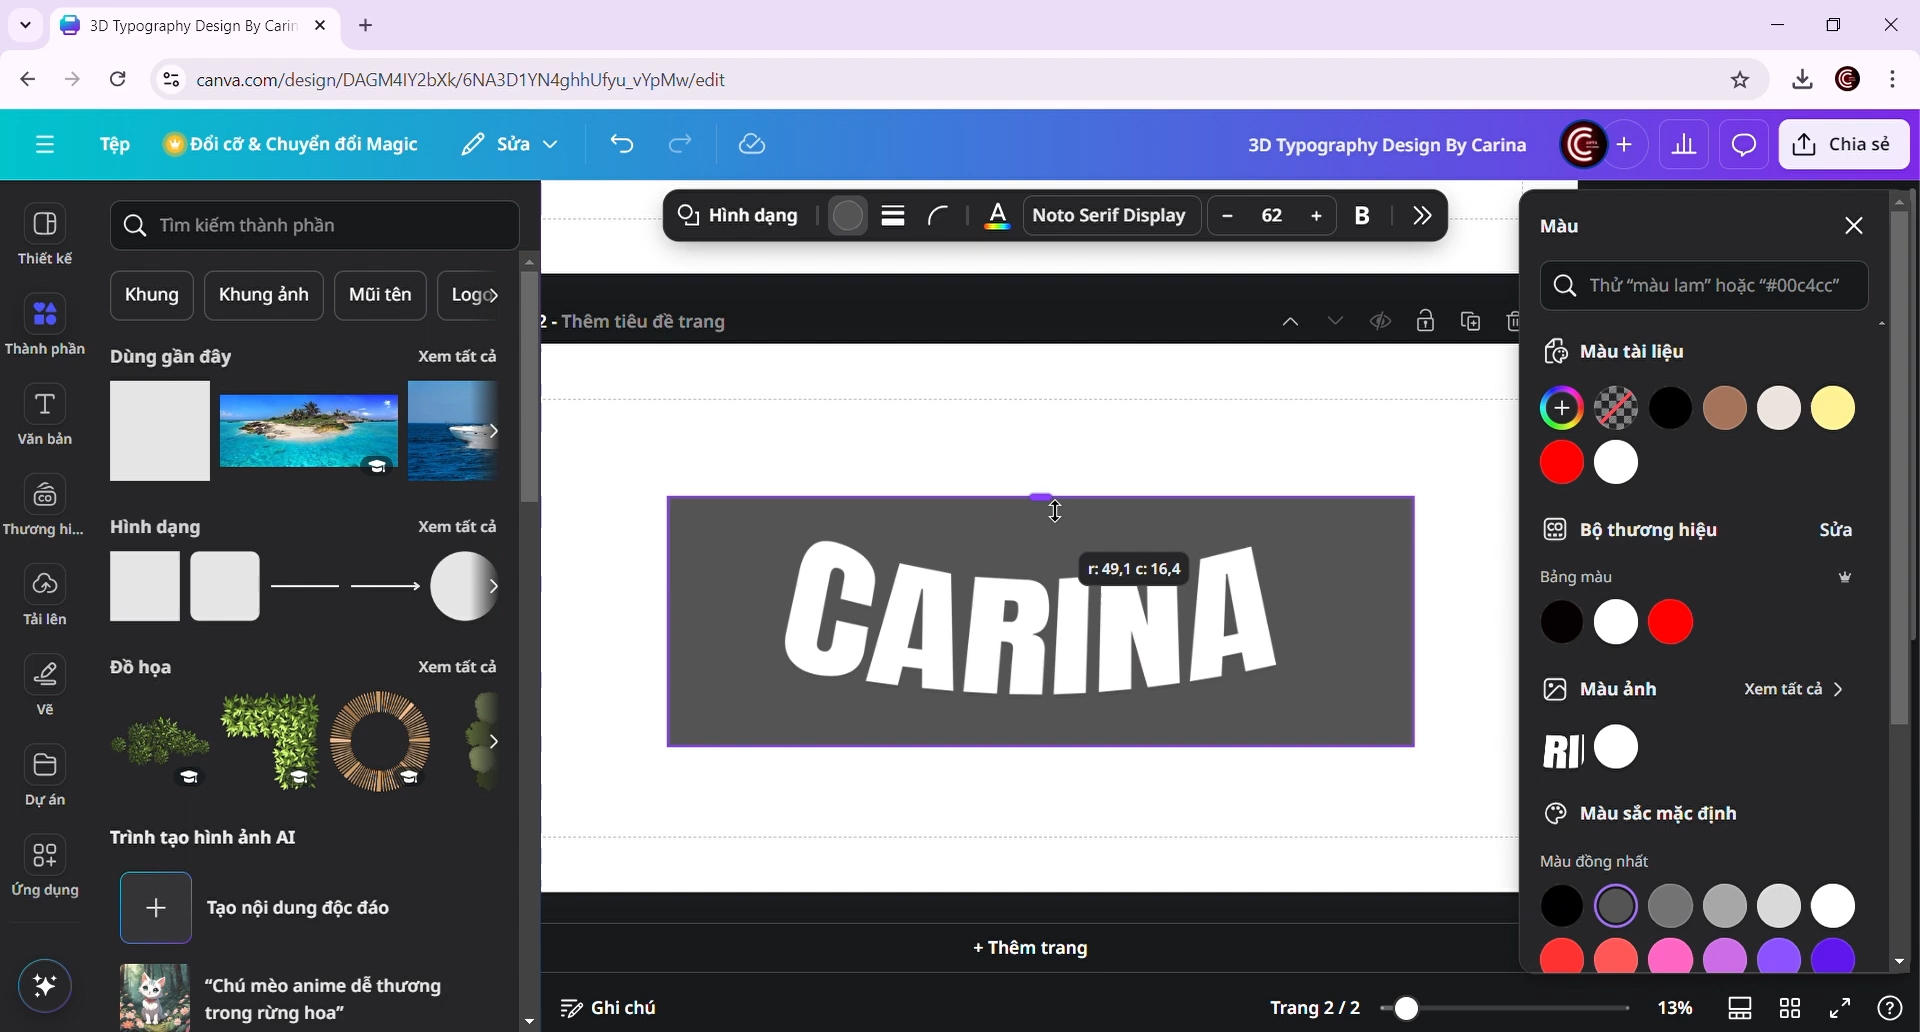 3D Typography Design By Carin
canva.com/design/DAGM4IY2bXk/6NA3D1YN4ghhUfyu_vYpMw/edit
Tệp
Đổi cỡ & Chuyển đổi Magic
Sửa
3D Typography Design By Carina
Chia sẻ
Thiết kế
Thành phần
Văn bản
Thương hi...
Tải lên
Vẽ
Dự án
Ứng dụng
Tìm kiếm thành phần
Khung
Khung ảnh
Mũi tên
Logo
Dùng gần đây
Xem tất cả
Hình dạng
Xem tất cả
Đồ họa
Xem tất cả
Trình tạo hình ảnh AI
Tạo nội dung độc đáo
“Chú mèo anime dễ thương
trong rừng hoa”
Hình dạng
Noto Serif Display
– 62 +
B
2 - Thêm tiêu đề trang
CARINA
r: 49,1 c: 16,4
+ Thêm trang
Ghi chú
Trang 2 / 2
13%
Màu
Thử “màu lam” hoặc “#00c4cc”
Màu tài liệu
Bộ thương hiệu
Sửa
Bảng màu
Màu ảnh
Xem tất cả
RI
Màu sắc mặc định
Màu đồng nhất